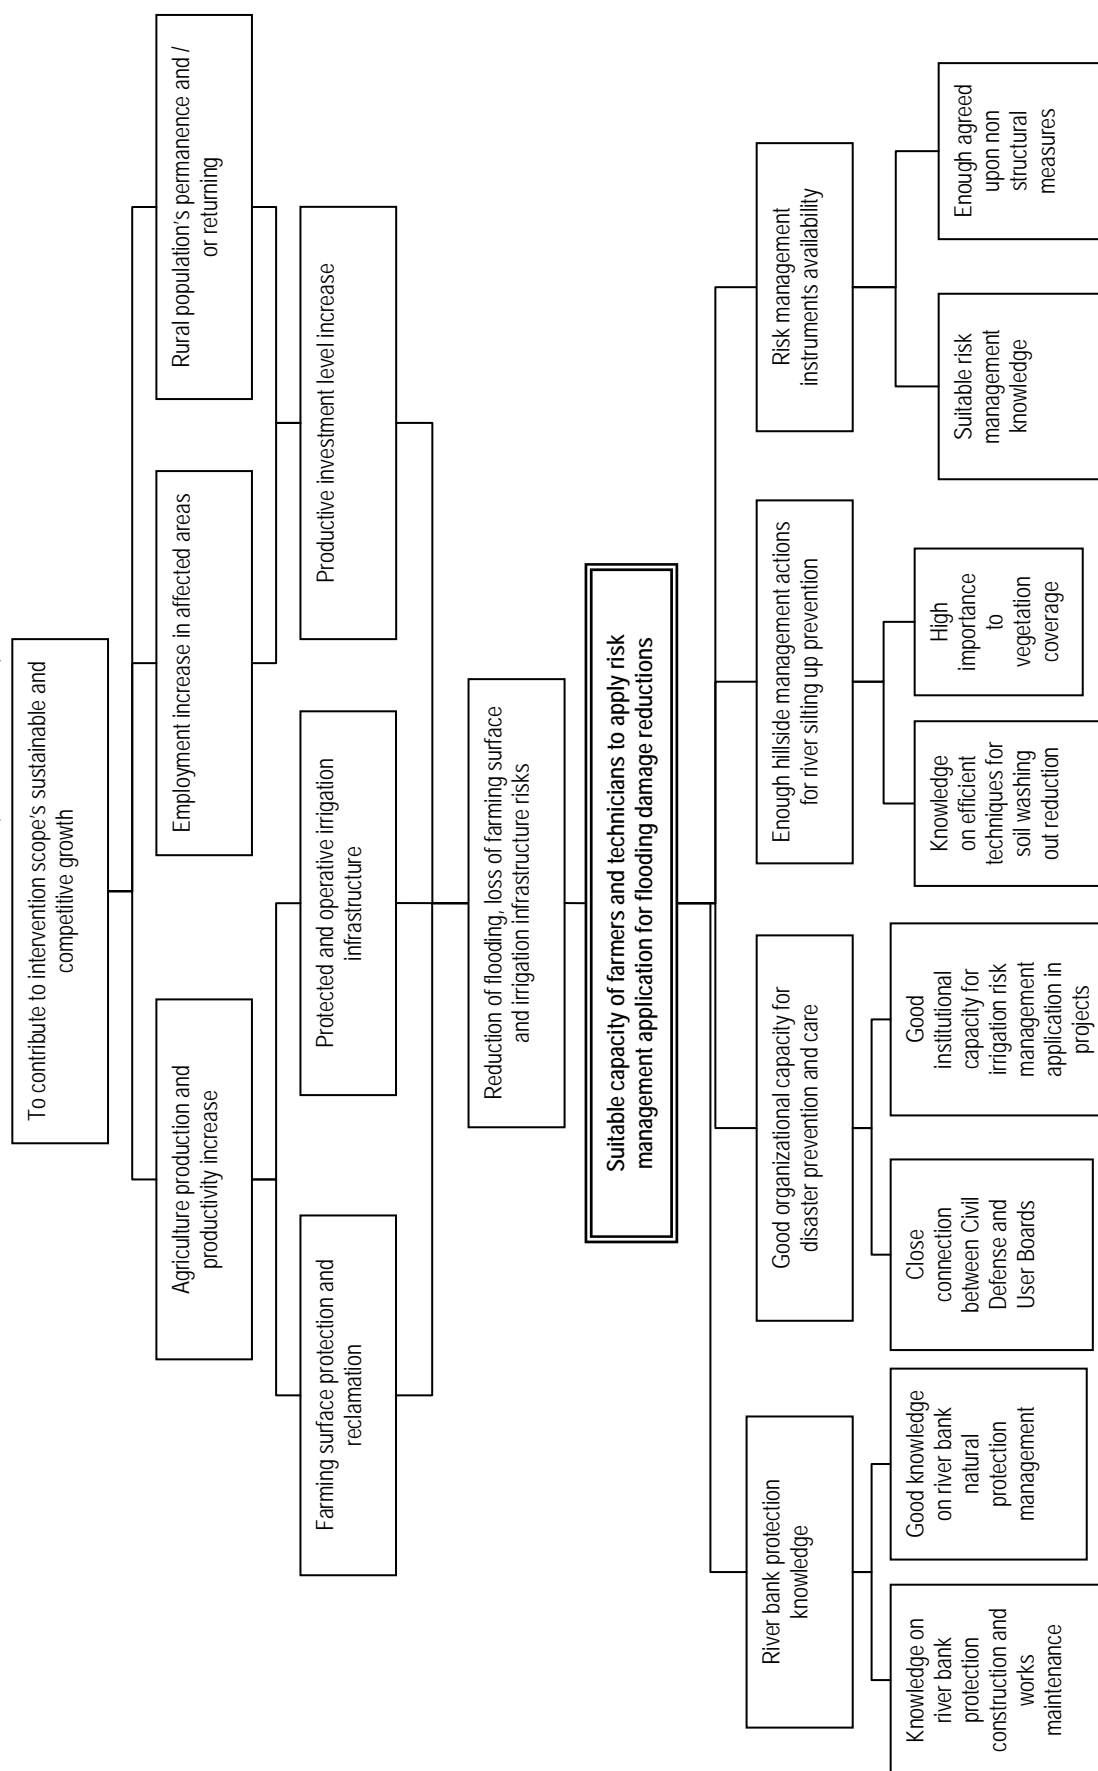 To contribute to intervention scope's sustainable and
competitive growth
Agriculture production and
productivity increase
Employment increase in affected areas
Rural population's permanence and /
or returning
Farming surface protection and
reclamation
Protected and operative irrigation
infrastructure
Productive investment level increase
Reduction of flooding, loss of farming surface
and irrigation infrastructure risks
Suitable capacity of farmers and technicians to apply risk
management application for flooding damage reductions
River bank protection
knowledge
Good organizational capacity for
disaster prevention and care
Enough hillside management actions
for river silting up prevention
Risk management
instruments availability
Knowledge on
river bank
protection
construction and
works
maintenance
Good knowledge
on river bank
natural
protection
management
Close
connection
between Civil
Defense and
User Boards
Good
institutional
capacity for
irrigation risk
management
application in
projects
Knowledge
on efficient
techniques for
soil washing
out reduction
High
importance
to
vegetation
coverage
Suitable risk
management
knowledge
Enough agreed
upon non
structural
measures